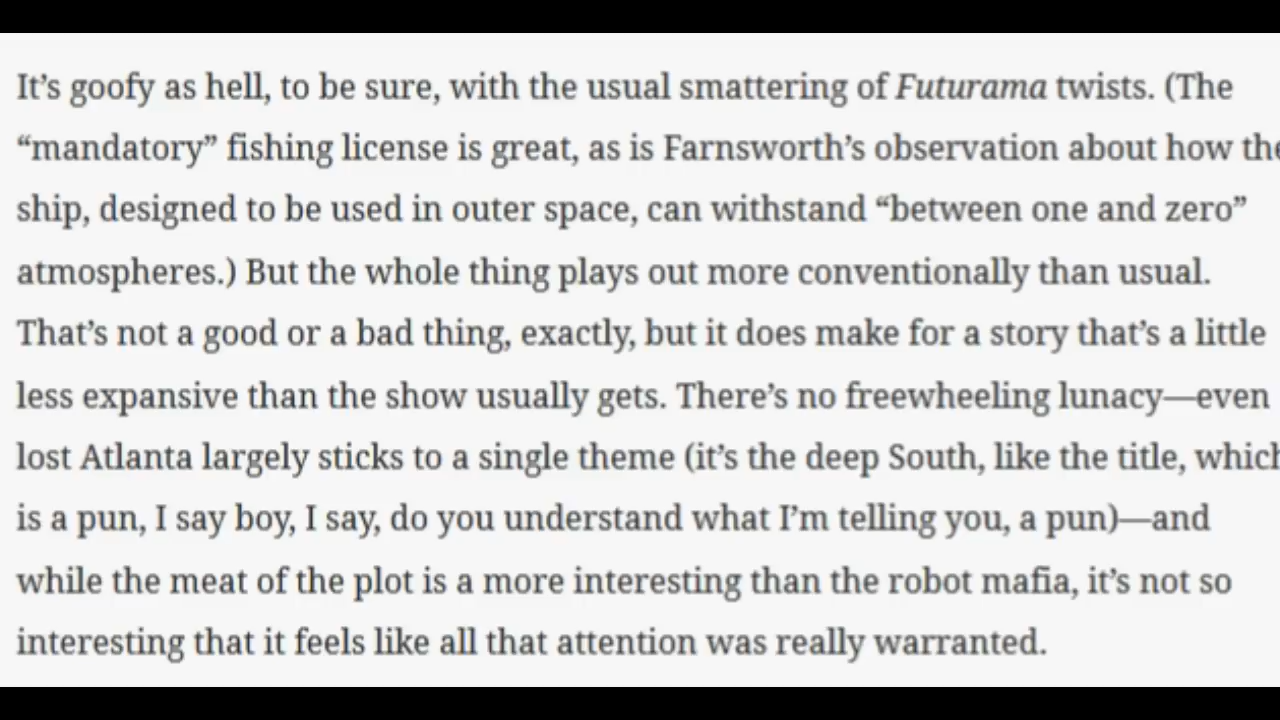 It’s goofy as hell, to be sure, with the usual smattering of Futurama twists. (The
“mandatory” fishing license is great, as is Farnsworth’s observation about how the
ship, designed to be used in outer space, can withstand “between one and zero”
atmospheres.) But the whole thing plays out more conventionally than usual.
That’s not a good or a bad thing, exactly, but it does make for a story that’s a little
less expansive than the show usually gets. There’s no freewheeling lunacy—even
lost Atlanta largely sticks to a single theme (it’s the deep South, like the title, which
is a pun, I say boy, I say, do you understand what I’m telling you, a pun)—and
while the meat of the plot is a more interesting than the robot mafia, it’s not so
interesting that it feels like all that attention was really warranted.